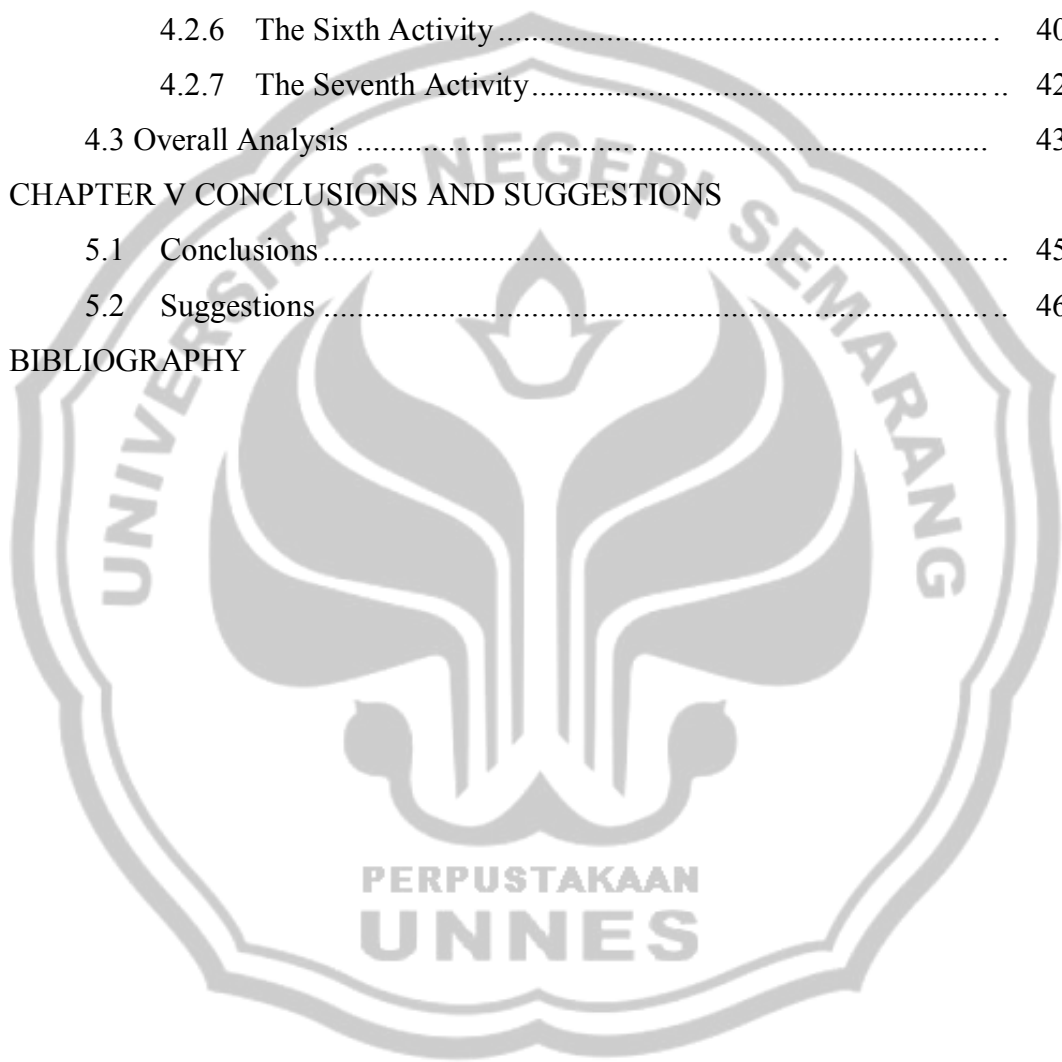 4.2.6 The Sixth Activity .............................................................. 40
4.2.7 The Seventh Activity .......................................................... 42
4.3 Overall Analysis .............................................................................. 43
CHAPTER V CONCLUSIONS AND SUGGESTIONS
5.1 Conclusions ..................................................................................... 45
5.2 Suggestions ..................................................................................... 46
BIBLIOGRAPHY
UNIVERSITAS NEGERI SEMARANG
PERPUSTAKAAN
UNNES